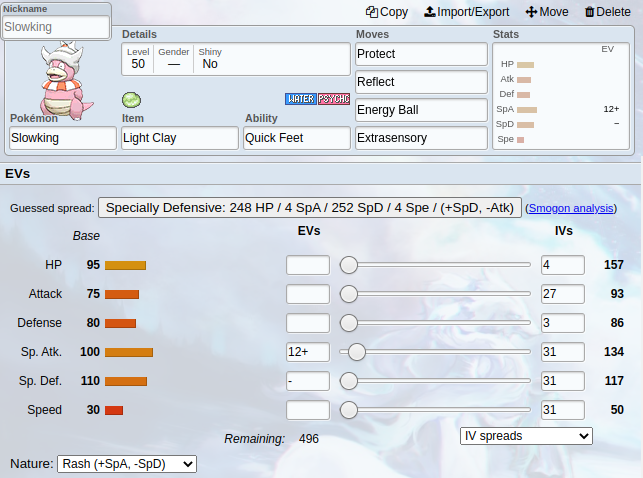 Nickname
Slowking
Copy Import/Export Move Delete
Details
Level Gender Shiny
50 — No
WATER PSYCHC
Pokémon
Slowking
Item
Light Clay
Ability
Quick Feet
Moves
Protect
Reflect
Energy Ball
Extrasensory
Stats
EV
HP
Atk
Def
SpA 12+
SpD −
Spe
EVs
Guessed spread: Specially Defensive: 248 HP / 4 SpA / 252 SpD / 4 Spe / (+SpD, -Atk) (Smogon analysis)
Base EVs IVs
HP 95 4 157
Attack 75 27 93
Defense 80 3 86
Sp. Atk. 100 12+ 31 134
Sp. Def. 110 - 31 117
Speed 30 31 50
Remaining: 496 IV spreads
Nature: Rash (+SpA, -SpD)